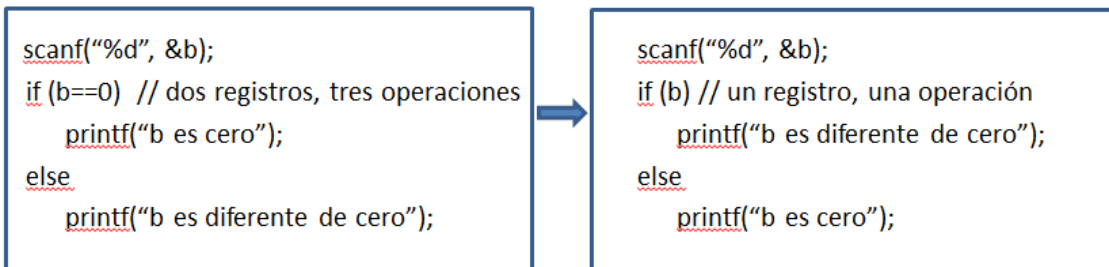 scanf(“%d”, &b);
if (b==0) // dos registros, tres operaciones
printf(“b es cero”);
else
printf(“b es diferente de cero”);
scanf(“%d”, &b);
if (b) // un registro, una operación
printf(“b es diferente de cero”);
else
printf(“b es cero”);